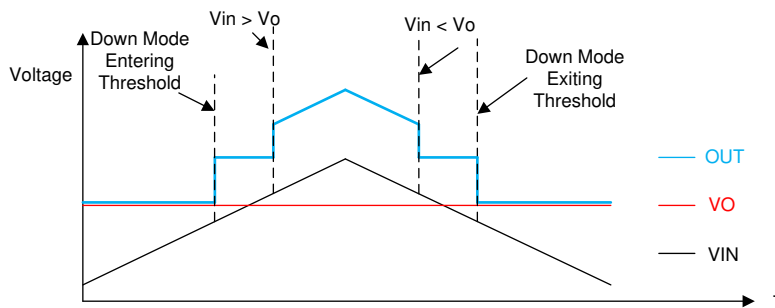 Vin > Vo
Down Mode
Entering
Threshold
Vin < Vo
Down Mode
Exiting
Threshold
Voltage
OUT
VO
VIN